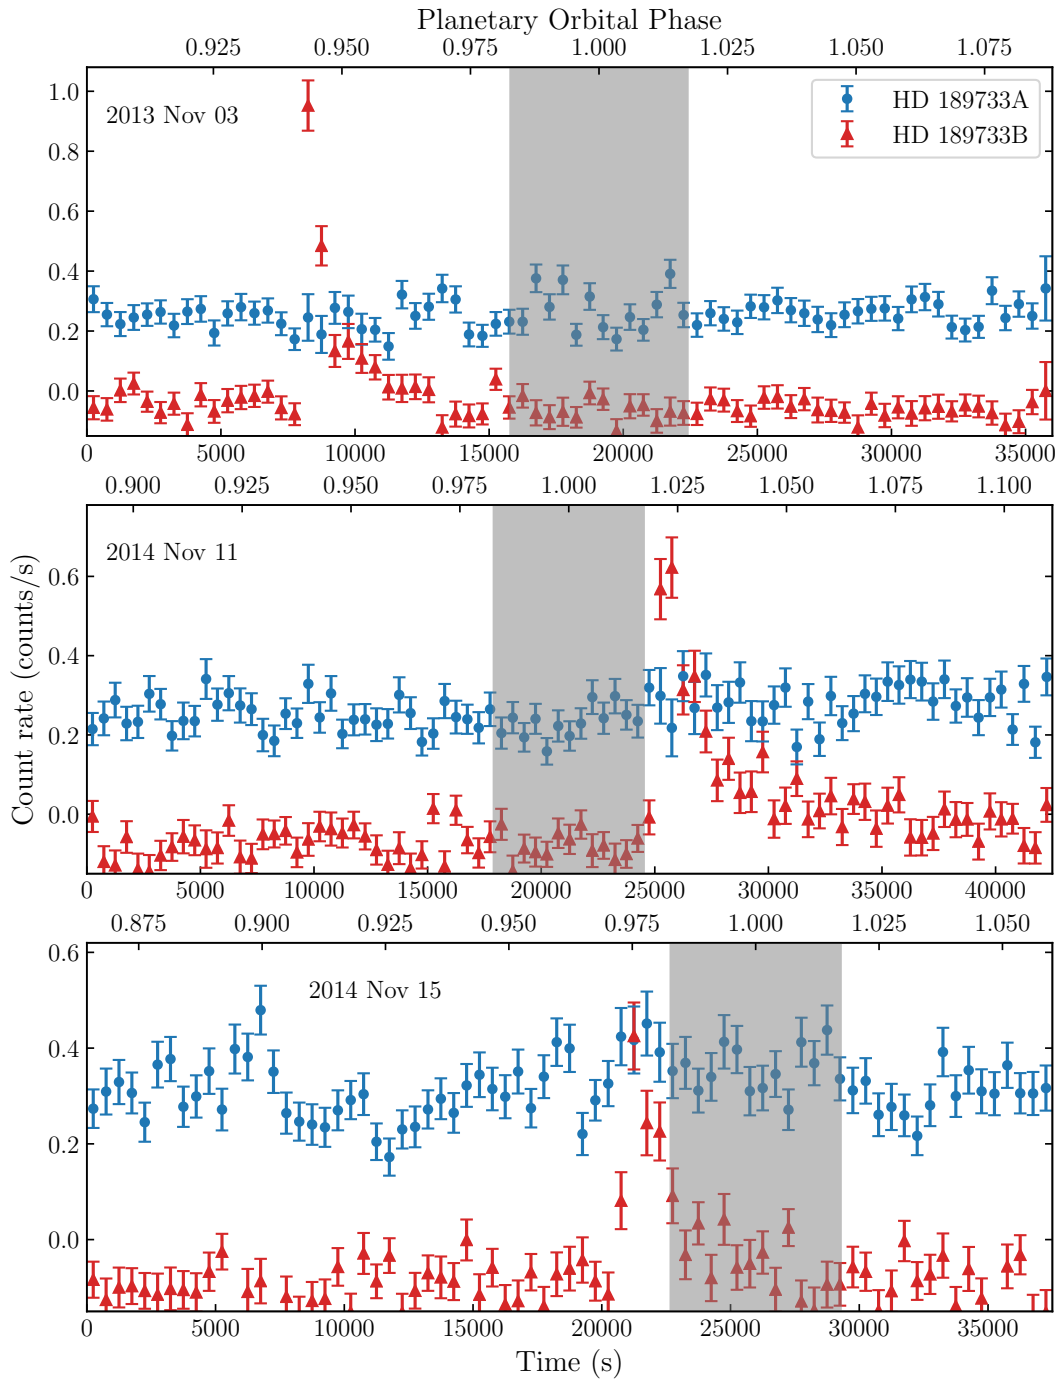 Planetary Orbital Phase
0.925 0.950 0.975 1.000 1.025 1.050 1.075
2013 Nov 03
HD 189733A
HD 189733B
1.0
0.8
0.6
0.4
0.2
0.0
0 5000 10000 15000 20000 25000 30000 35000
0.900 0.925 0.950 0.975 1.000 1.025 1.050 1.075 1.100
2014 Nov 11
Count rate (counts/s)
0.6
0.4
0.2
0.0
0 5000 10000 15000 20000 25000 30000 35000 40000
0.875 0.900 0.925 0.950 0.975 1.000 1.025 1.050
2014 Nov 15
0.6
0.4
0.2
0.0
0 5000 10000 15000 20000 25000 30000 35000
Time (s)